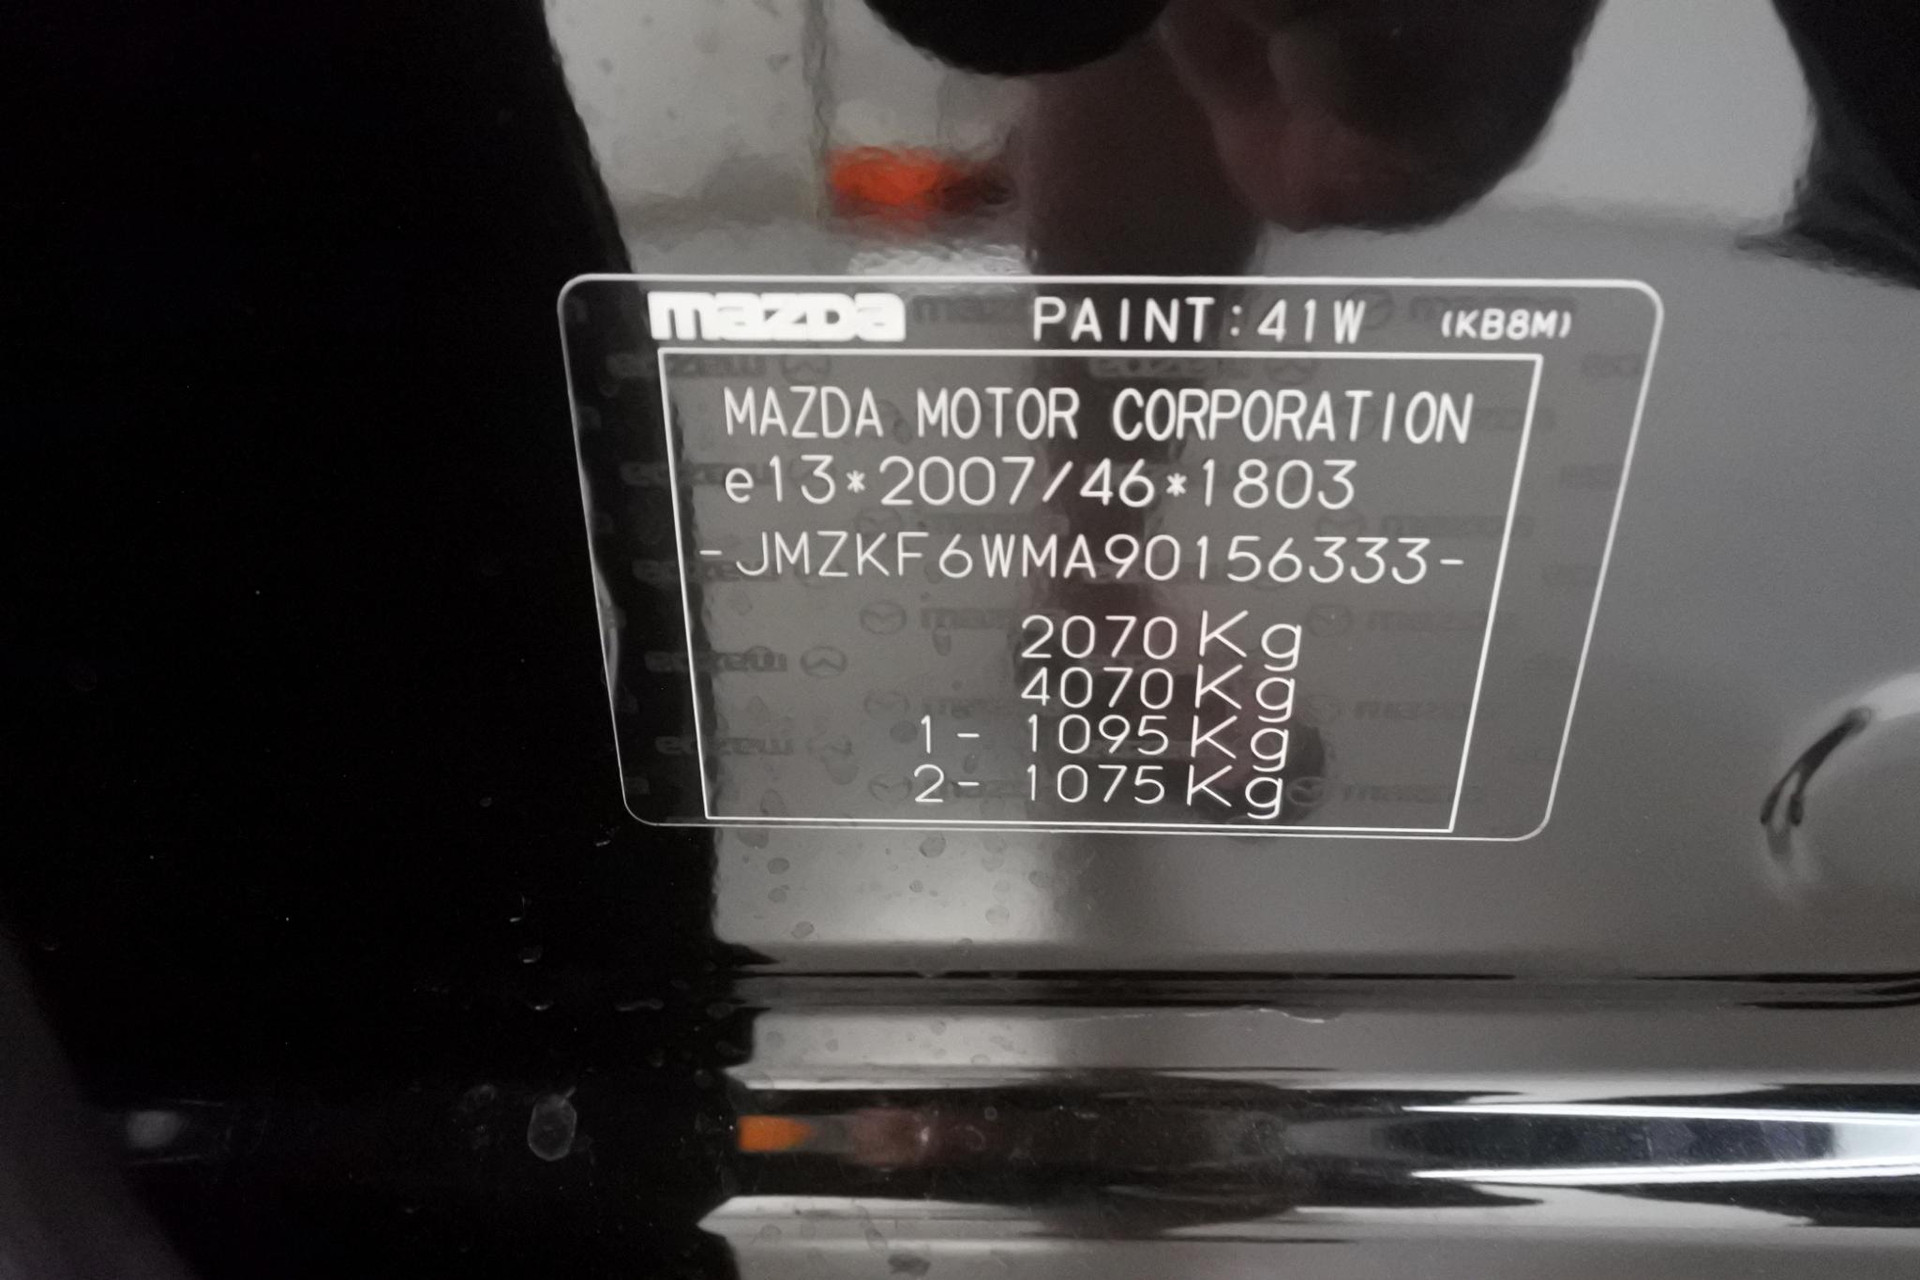 mazda PAINT:41W (KB8M)
MAZDA MOTOR CORPORATION
e13*2007/46*1803
-JMZKF6WMA90156333-
2070Kg
4070Kg
1- 1095Kg
2- 1075Kg